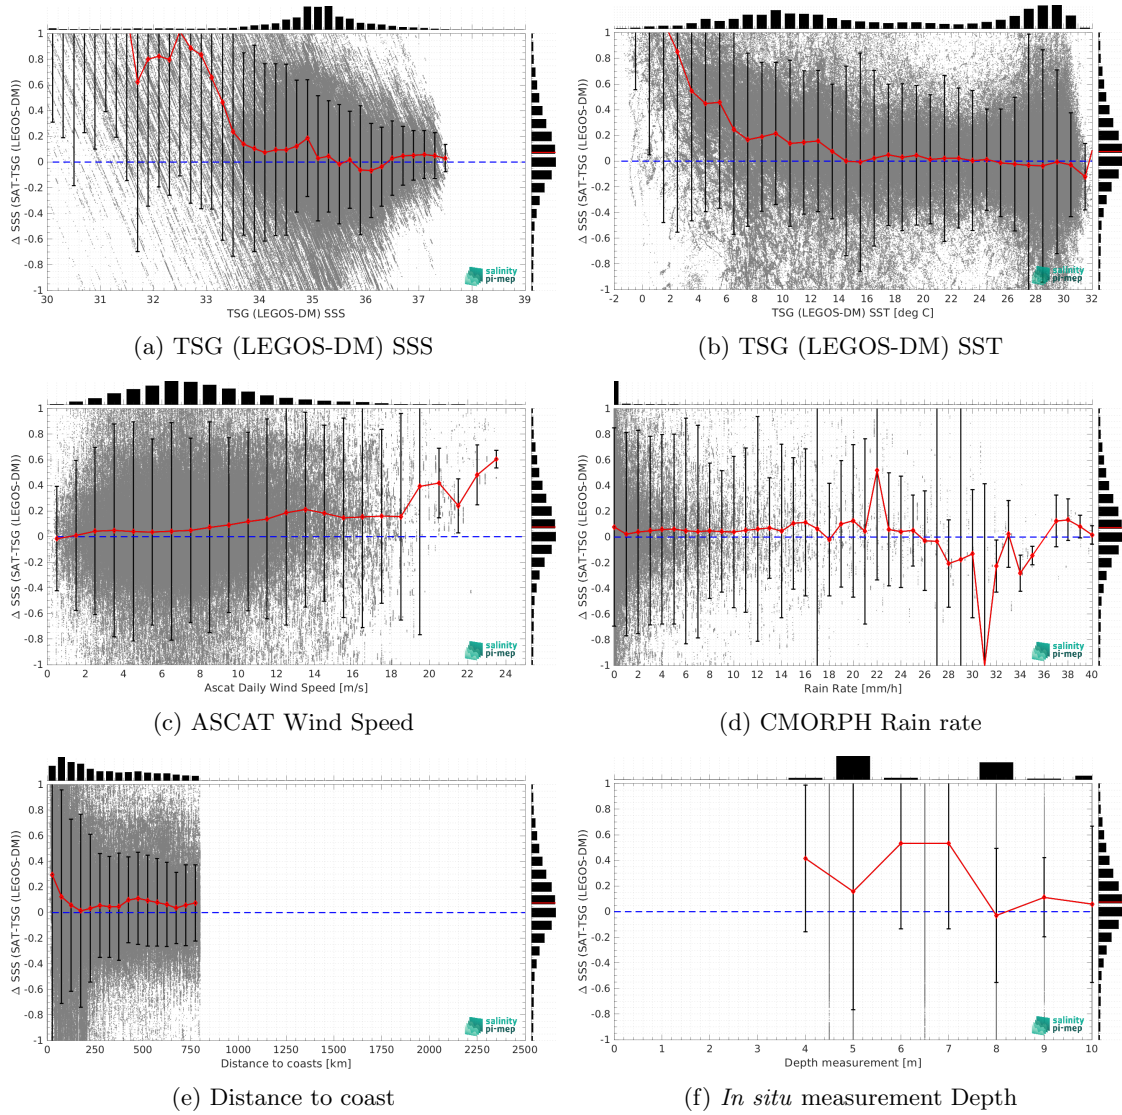 Δ SSS (SAT-TSG (LEGOS-DM))
1
0.8
0.6
0.4
0.2
0
-0.2
-0.4
-0.6
-0.8
-1
30 31 32 33 34 35 36 37 38 39
TSG (LEGOS-DM) SSS
salinity
pi-mep
(a) TSG (LEGOS-DM) SSS
Δ SSS (SAT-TSG (LEGOS-DM))
1
0.8
0.6
0.4
0.2
0
-0.2
-0.4
-0.6
-0.8
-1
-2 0 2 4 6 8 10 12 14 16 18 20 22 24 26 28 30 32
TSG (LEGOS-DM) SST [deg C]
salinity
pi-mep
(b) TSG (LEGOS-DM) SST
Δ SSS (SAT-TSG (LEGOS-DM))
1
0.8
0.6
0.4
0.2
0
-0.2
-0.4
-0.6
-0.8
-1
0 2 4 6 8 10 12 14 16 18 20 22 24
Ascat Daily Wind Speed [m/s]
salinity
pi-mep
(c) ASCAT Wind Speed
Δ SSS (SAT-TSG (LEGOS-DM))
1
0.8
0.6
0.4
0.2
0
-0.2
-0.4
-0.6
-0.8
-1
0 2 4 6 8 10 12 14 16 18 20 22 24 26 28 30 32 34 36 38 40
Rain Rate [mm/h]
salinity
pi-mep
(d) CMORPH Rain rate
Δ SSS (SAT-TSG (LEGOS-DM))
1
0.8
0.6
0.4
0.2
0
-0.2
-0.4
-0.6
-0.8
-1
0 250 500 750 1000 1250 1500 1750 2000 2250 2500
Distance to coasts [km]
salinity
pi-mep
(e) Distance to coast
Δ SSS (SAT-TSG (LEGOS-DM))
1
0.8
0.6
0.4
0.2
0
-0.2
-0.4
-0.6
-0.8
-1
0 1 2 3 4 5 6 7 8 9 10
Depth measurement [m]
salinity
pi-mep
(f) In situ measurement Depth